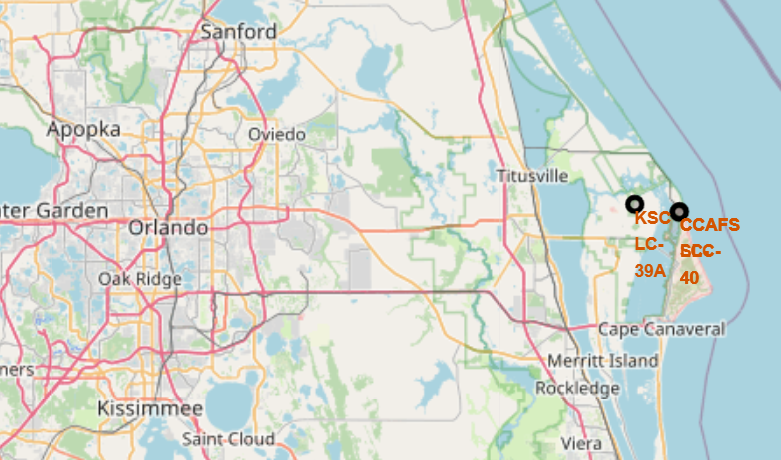 Sanford
Apopka
Oviedo
Titusville
ter Garden
Orlando
KSC
LC-
39A
CCAFS
40
Oak Ridge
Cape Canaveral
Merritt Island
ners
Rockledge
Kissimmee
Saint Cloud
Viera